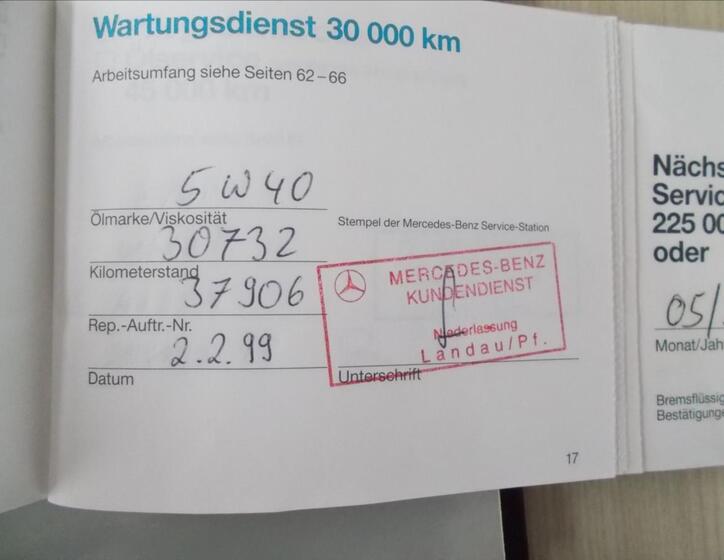 Wartungsdienst 30 000 km
Arbeitsumfang siehe Seiten 62–66
5W40
Ölmarke/Viskosität
Stempel der Mercedes-Benz Service-Station
30732
Kilometerstand
37906
Rep.-Auftr.-Nr.
2.2.99
Datum
MERCEDES-BENZ
KUNDENDIENST
Niederlassung
Landau/Pf.
Unterschrift
17
Nächs
Servic
225 00
oder
05/
Monat/Jah
Bremsflüssig
Bestätigung